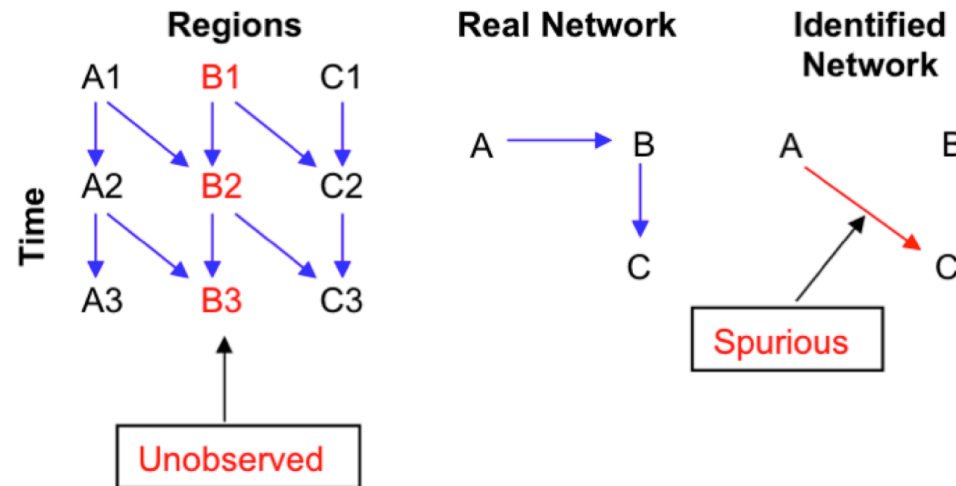 Regions
Real Network
Identified
Network
A1 B1 C1
A2 B2 C2
A3 B3 C3
Time
Unobserved
A B
C
A B
C
Spurious